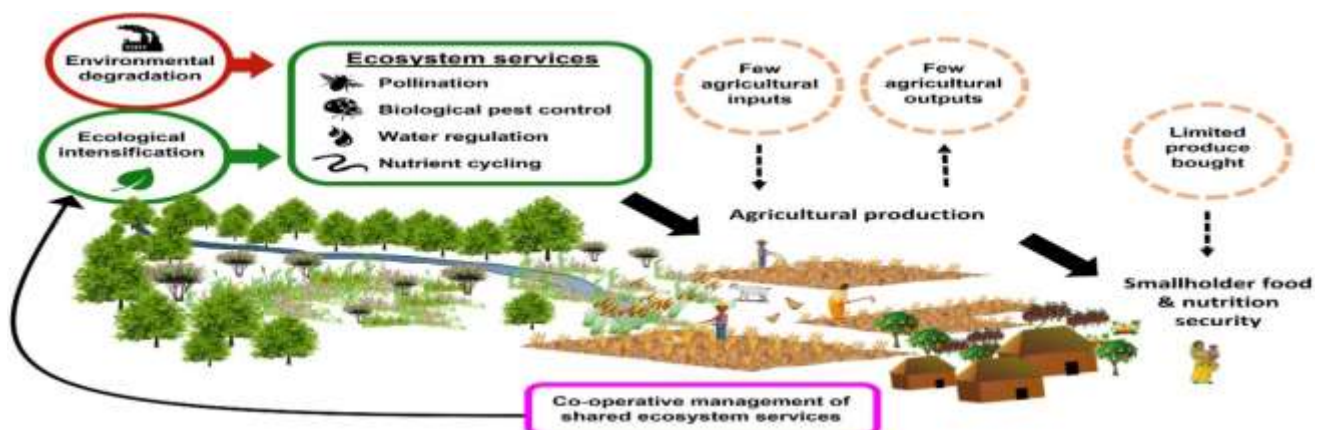 Environmental
degradation
Ecological
intensification
Ecosystem services
Pollination
Biological pest control
Water regulation
Nutrient cycling
Few
agricultural
inputs
Few
agricultural
outputs
Limited
produce
bought
Agricultural production
Smallholder food
& nutrition
security
Co-operative management of
shared ecosystem services